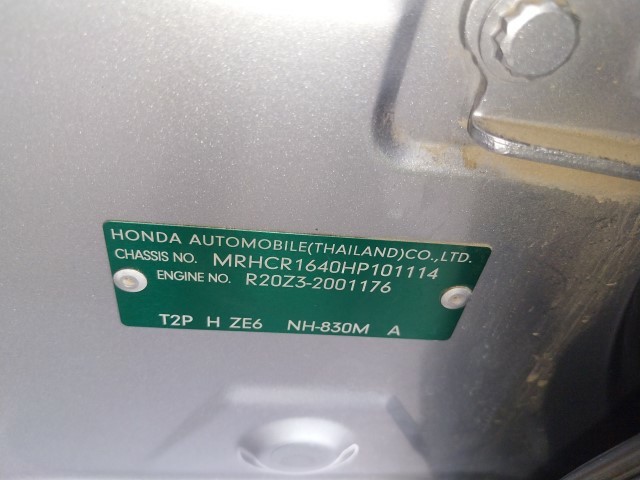 HONDA AUTOMOBILE(THAILAND)CO.,LTD.
CHASSIS NO. MRHCR1640HP101114
ENGINE NO. R20Z3-2001176
T2P H ZE6 NH-830M A